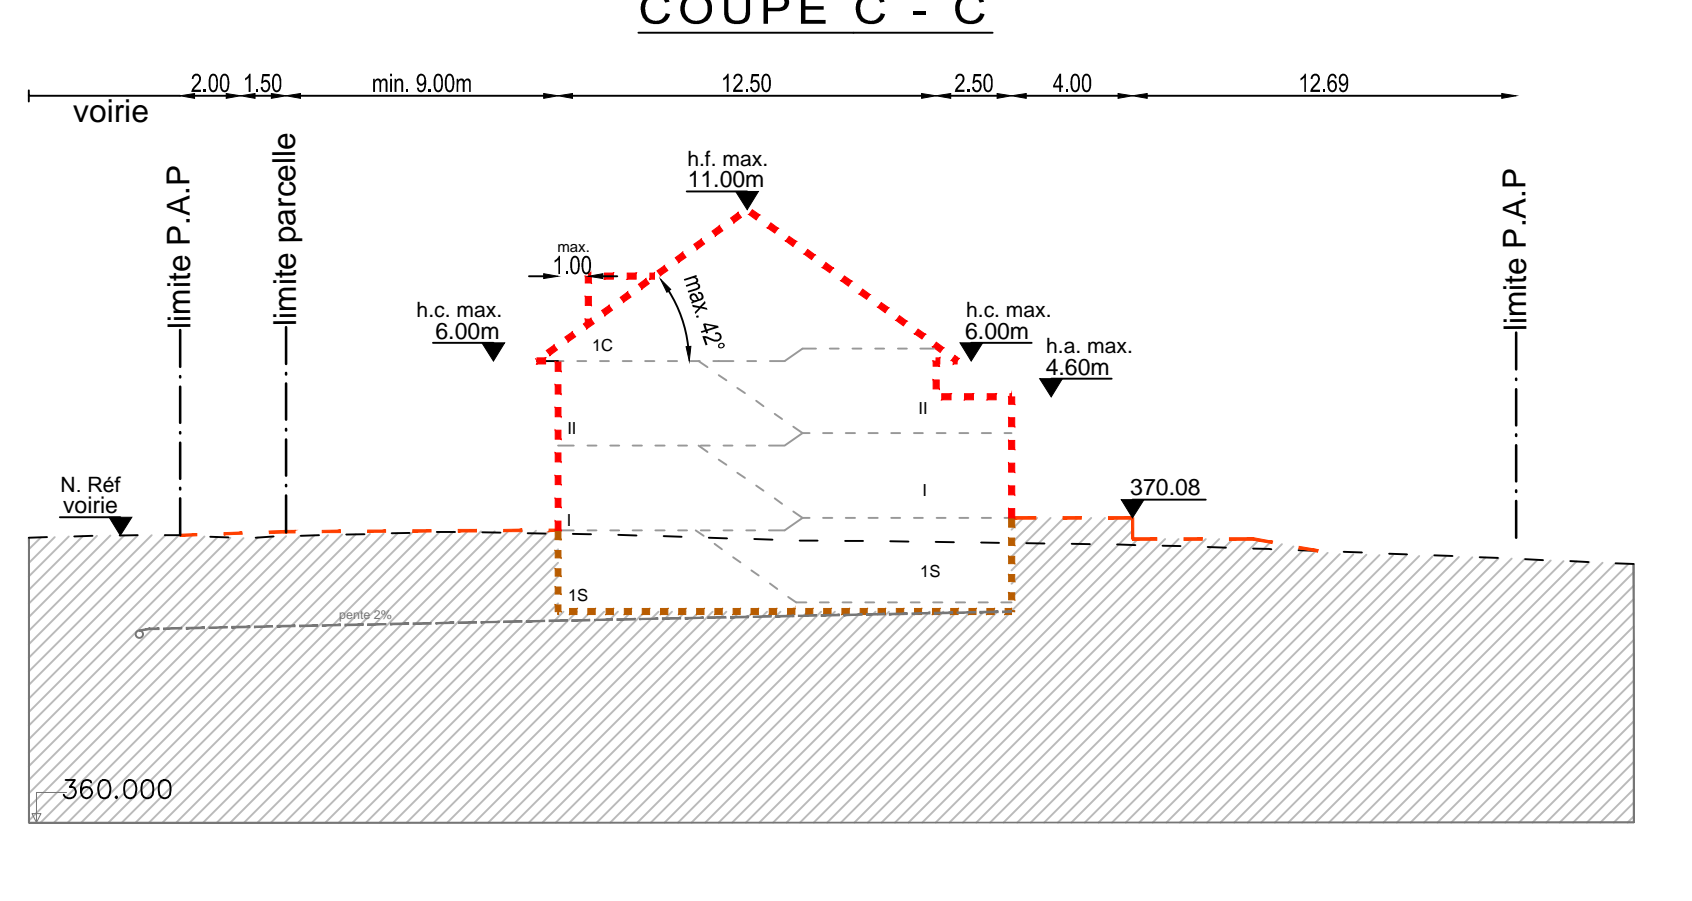 COUPE C - C
2.00 1.50 min. 9.00m 12.50 2.50 4.00 12.69
voirie
limite P.A.P
limite parcelle
h.f. max.
11.00m
max.
1.00
max. 42°
h.c. max.
6.00m
1C
h.c. max.
6.00m
h.a. max.
4.60m
limite P.A.P
II
II
I
I
N. Réf
voirie
370.08
1S
1S
pente 2%
360.000